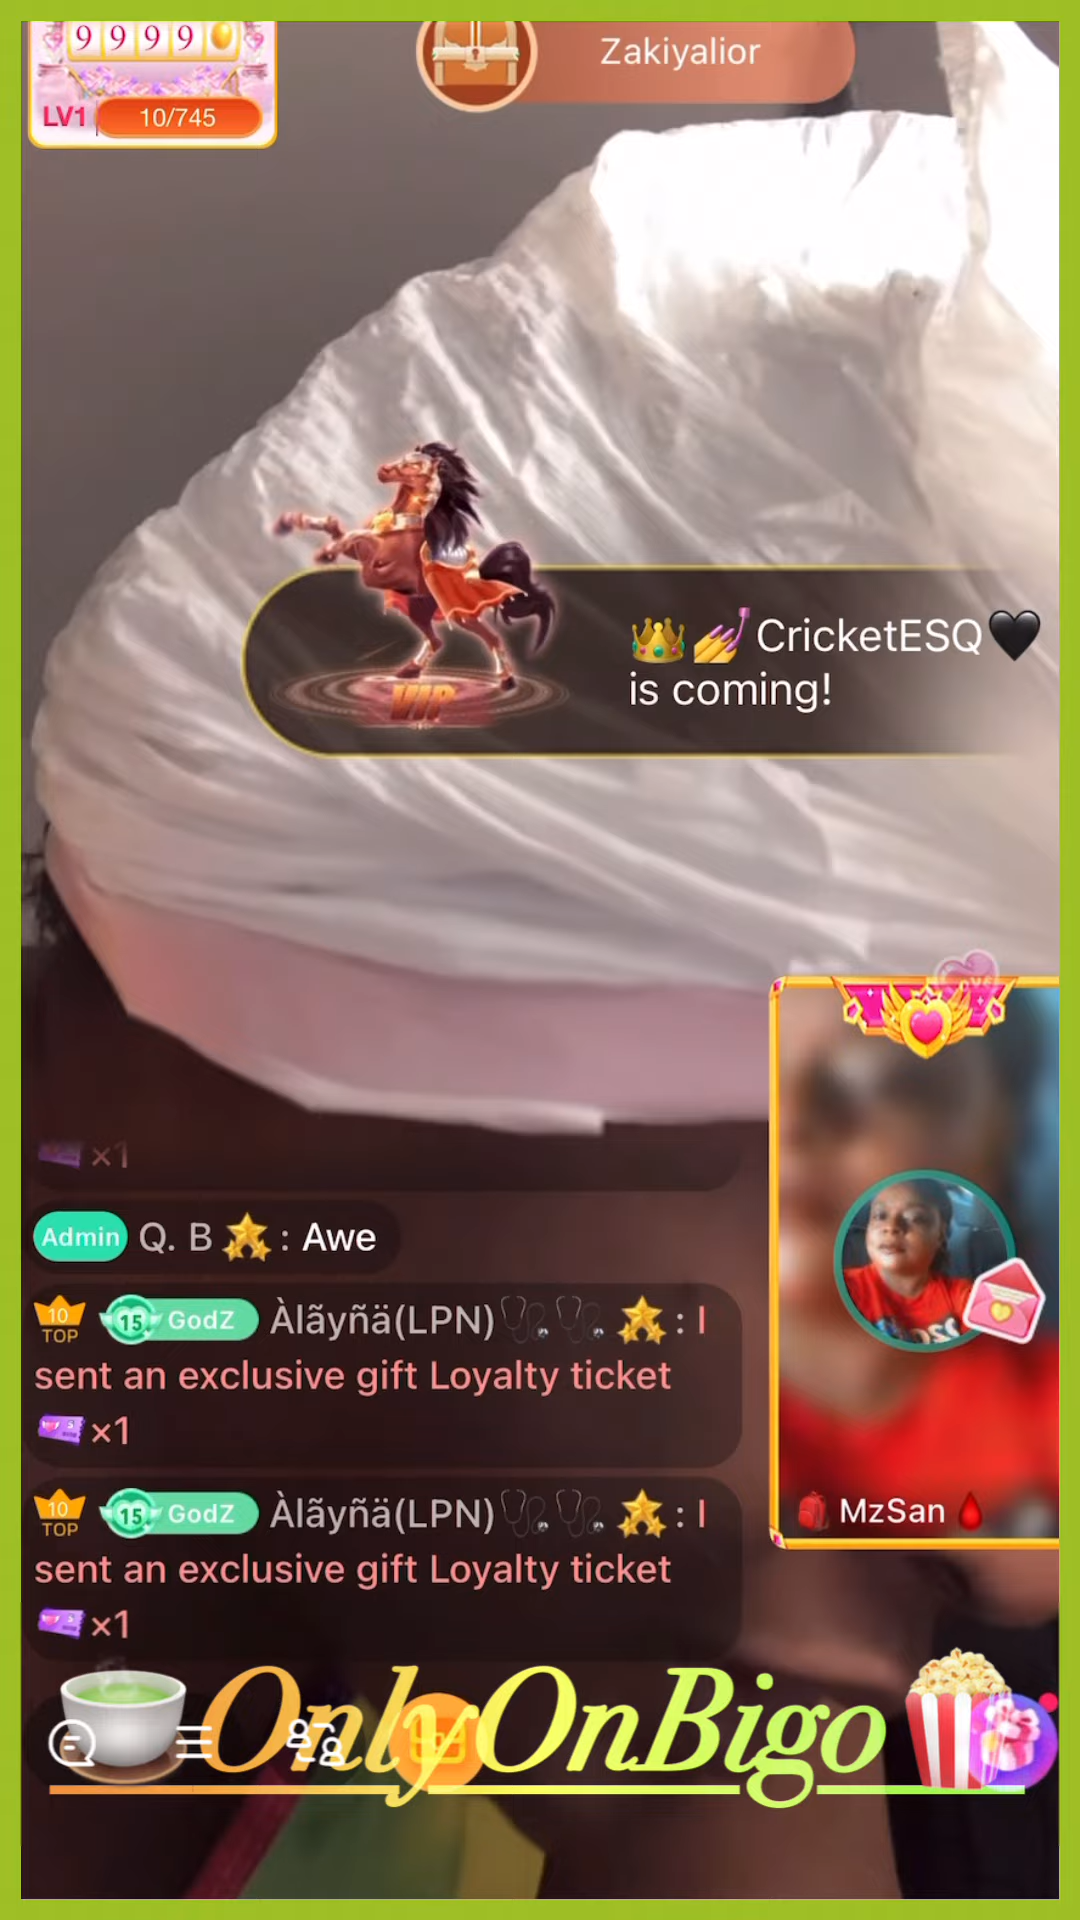 9999
Zakiyalior
LV1 10/745
👑💅CricketESQ🖤
is coming!
VIP
LOVE
×1
Admin Q. B⭐: Awe
10 TOP 15 GodZ Àlãyñä(LPN)🩺🩺⭐: I
sent an exclusive gift Loyalty ticket
×1
10 TOP 15 GodZ Àlãyñä(LPN)🩺🩺⭐: I
sent an exclusive gift Loyalty ticket
×1
🎒 MzSan 🩸
🍵OnlyOnBigo🍿